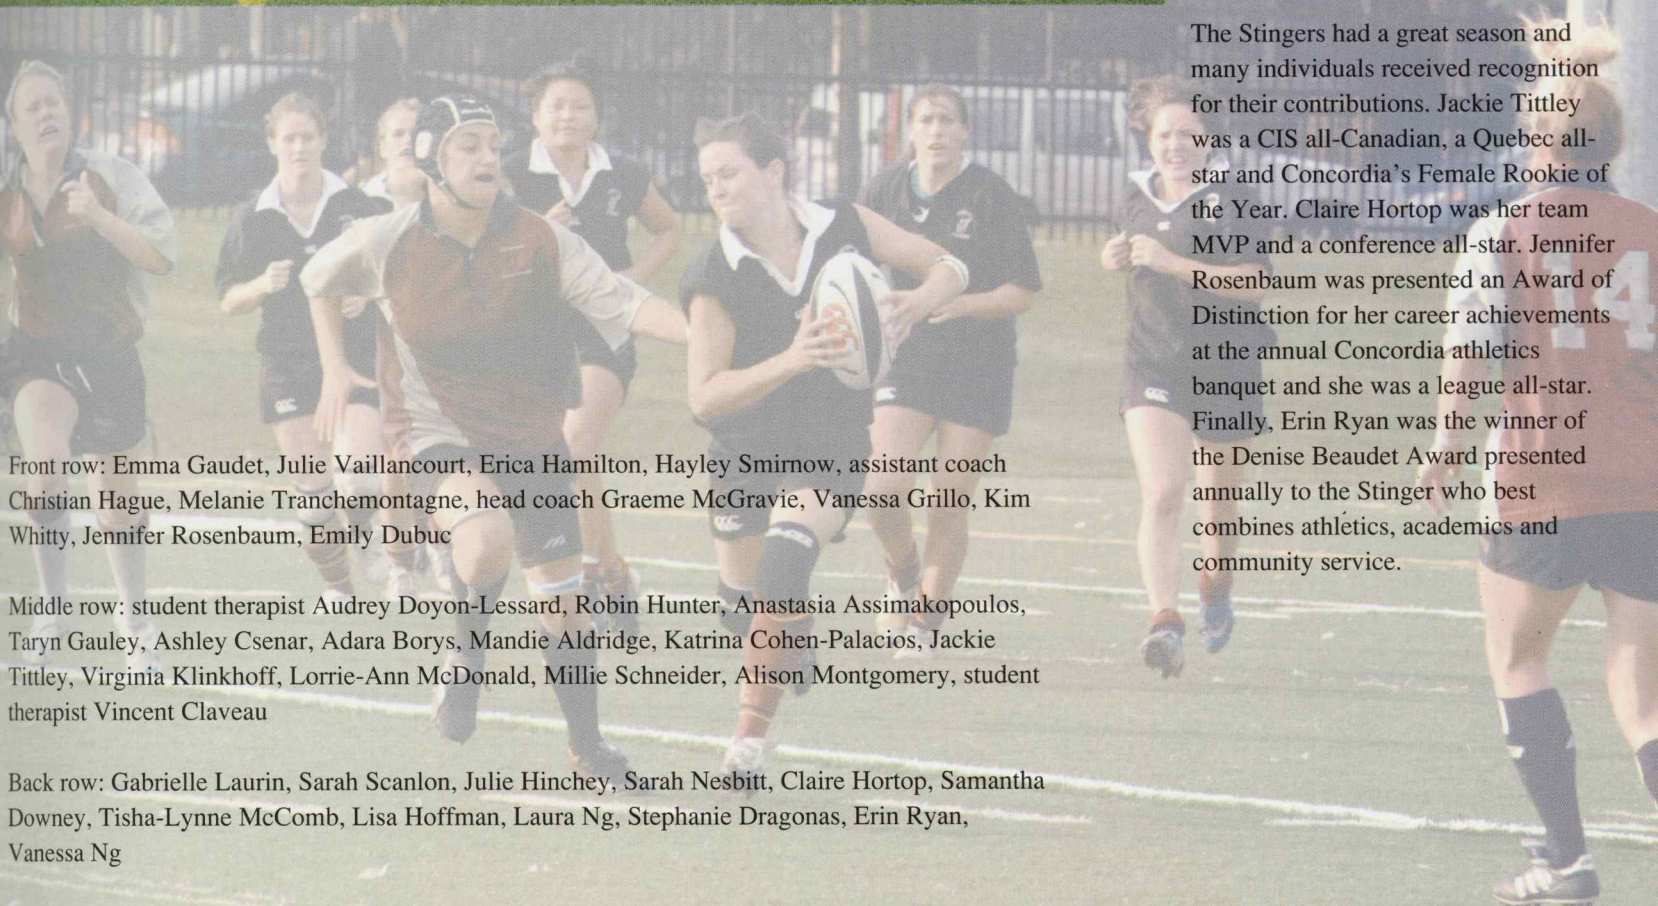 The Stingers had a great season and
many individuals received recognition
for their contributions. Jackie Tittley
was a CIS all-Canadian, a Quebec all-
star and Concordia's Female Rookie of
the Year. Claire Hortop was her team
MVP and a conference all-star. Jennifer
Rosenbaum was presented an Award of
Distinction for her career achievements
at the annual Concordia athletics
banquet and she was a league all-star.
Finally, Erin Ryan was the winner of
the Denise Beaudet Award presented
annually to the Stinger who best
combines athletics, academics and
community service.
Front row: Emma Gaudet, Julie Vaillancourt, Erica Hamilton, Hayley Smirnow, assistant coach
Christian Hague, Melanie Tranchemontagne, head coach Graeme McGravie, Vanessa Grillo, Kim
Whitty, Jennifer Rosenbaum, Emily Dubuc
Middle row: student therapist Audrey Doyon-Lessard, Robin Hunter, Anastasia Assimakopoulos,
Taryn Gauley, Ashley Csenar, Adara Borys, Mandie Aldridge, Katrina Cohen-Palacios, Jackie
Tittley, Virginia Klinkhoff, Lorrie-Ann McDonald, Millie Schneider, Alison Montgomery, student
therapist Vincent Claveau
Back row: Gabrielle Laurin, Sarah Scanlon, Julie Hinchey, Sarah Nesbitt, Claire Hortop, Samantha
Downey, Tisha-Lynne McComb, Lisa Hoffman, Laura Ng, Stephanie Dragonas, Erin Ryan,
Vanessa Ng
14